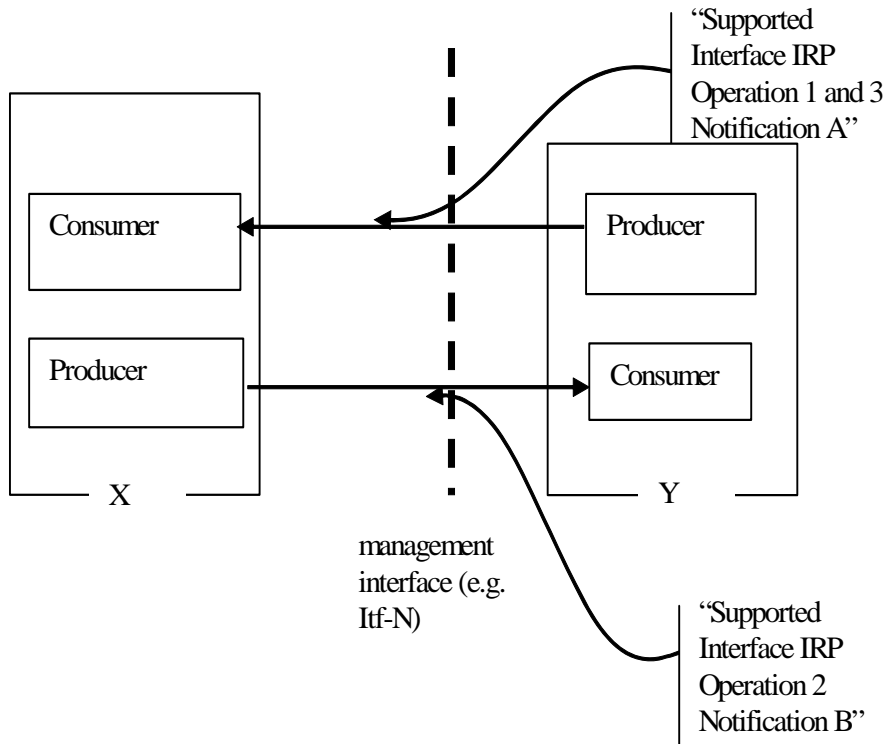 “Supported
Interface IRP
Operation 1 and 3
Notification A”
Consumer
Producer
Producer
Consumer
X
Y
management
interface (e.g.
Itf-N)
“Supported
Interface IRP
Operation 2
Notification B”